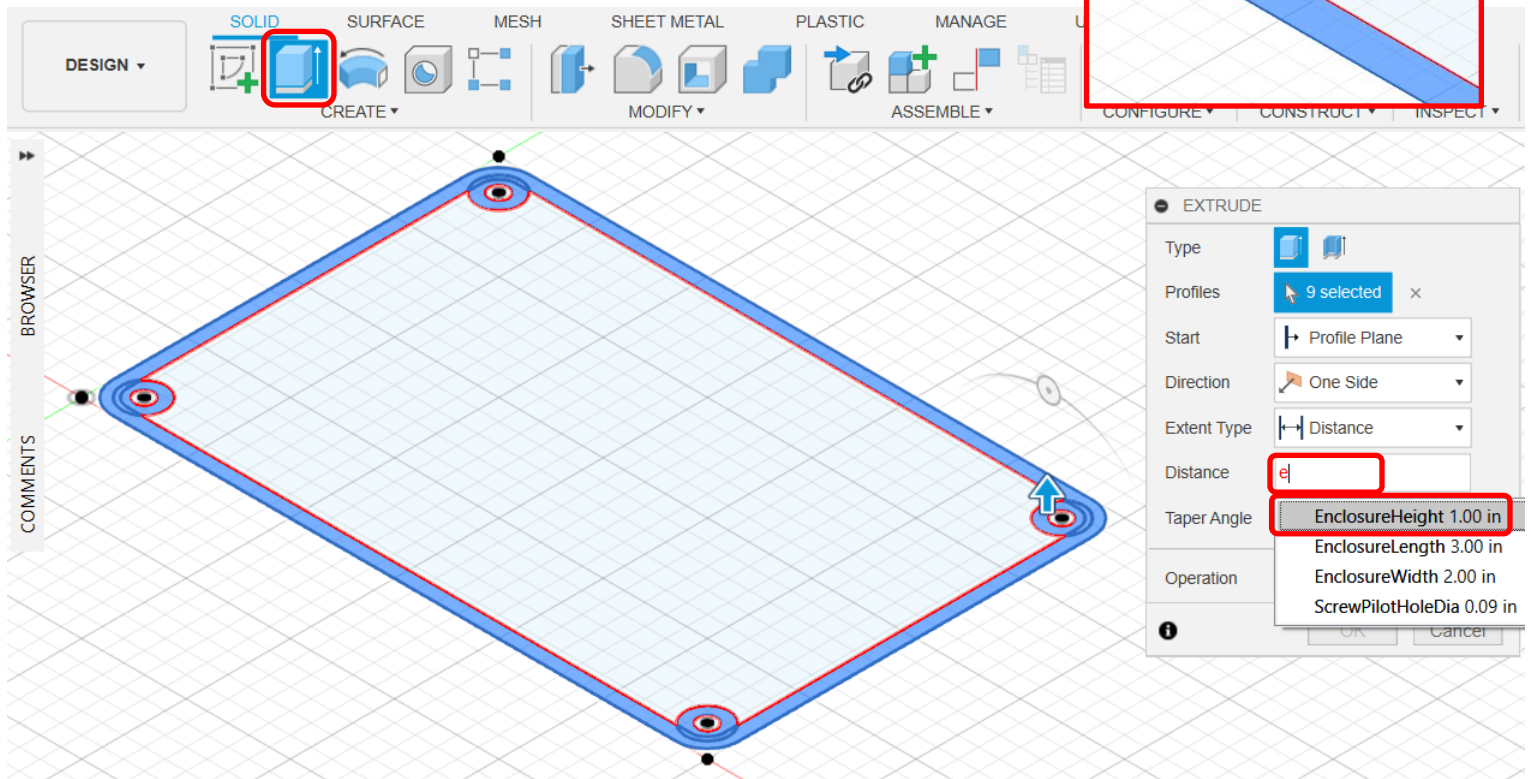 SOLID SURFACE MESH SHEET METAL PLASTIC MANAGE U
DESIGN
CREATE MODIFY ASSEMBLE CONFIGURE CONSTRUCT INSPECT
BROWSER
COMMENTS
EXTRUDE
Type
Profiles 9 selected
Start Profile Plane
Direction One Side
Extent Type Distance
Distance e
Taper Angle EnclosureHeight 1.00 in
EnclosureLength 3.00 in
Operation EnclosureWidth 2.00 in
ScrewPilotHoleDia 0.09 in
OK Cancel